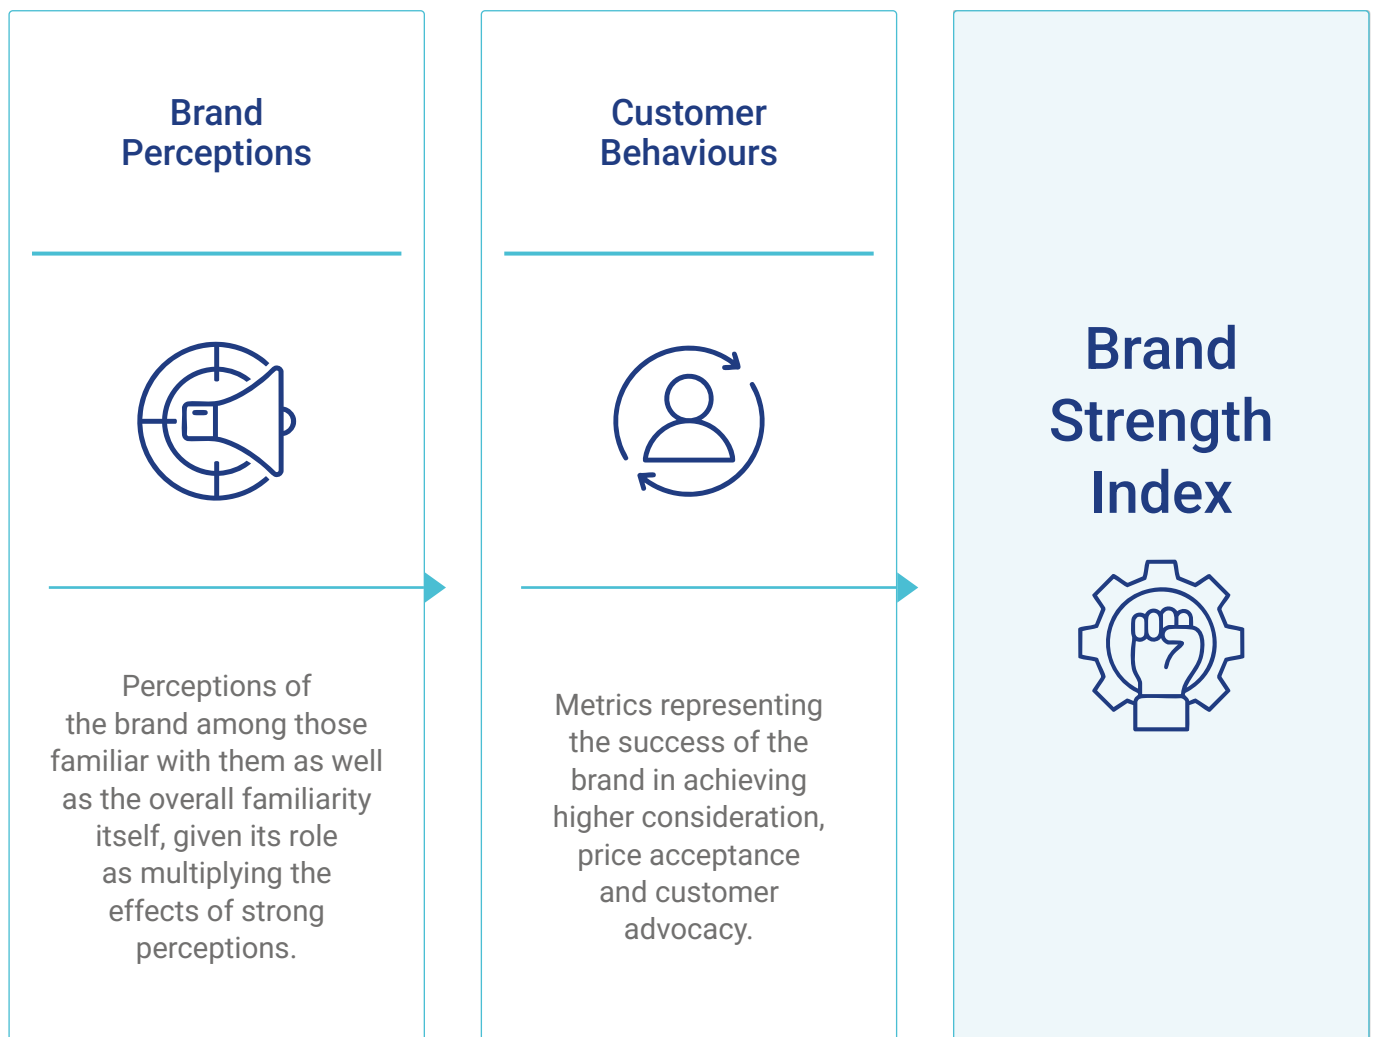 Brand
Perceptions
Perceptions of
the brand among those
familiar with them as well
as the overall familiarity
itself, given its role
as multiplying the
effects of strong
perceptions.
Customer
Behaviours
Metrics representing
the success of the
brand in achieving
higher consideration,
price acceptance
and customer
advocacy.
Brand
Strength
Index